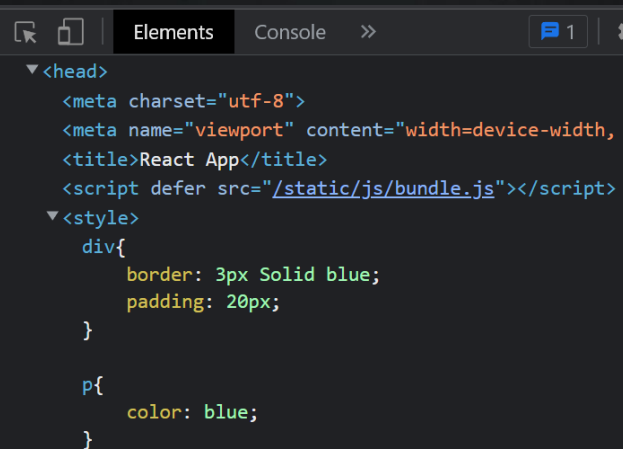 Elements Console 1
<head>
<meta charset="utf-8">
<meta name="viewport" content="width=device-width,
<title>React App</title>
<script defer src="/static/js/bundle.js"></script>
<style>
div{
border: 3px Solid blue;
padding: 20px;
}
p{
color: blue;
}